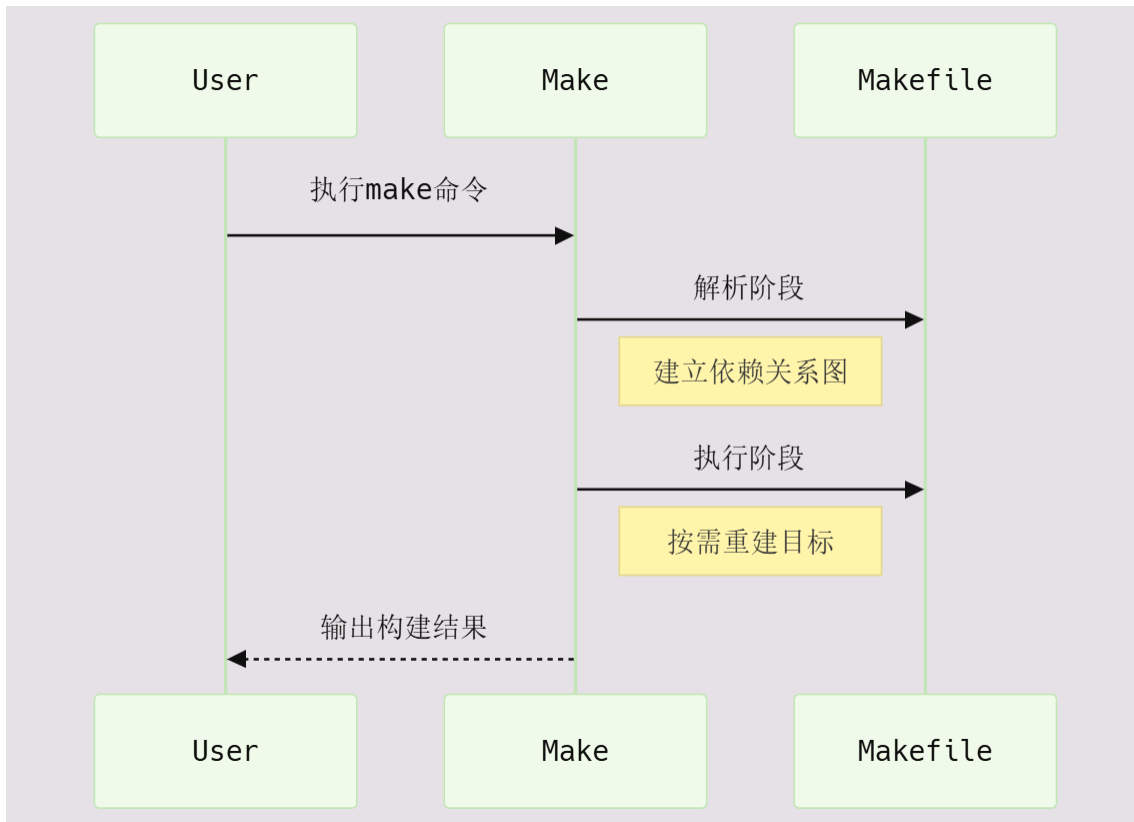 User
Make
Makefile
执行make命令
解析阶段
建立依赖关系图
执行阶段
按需重建目标
输出构建结果
User
Make
Makefile